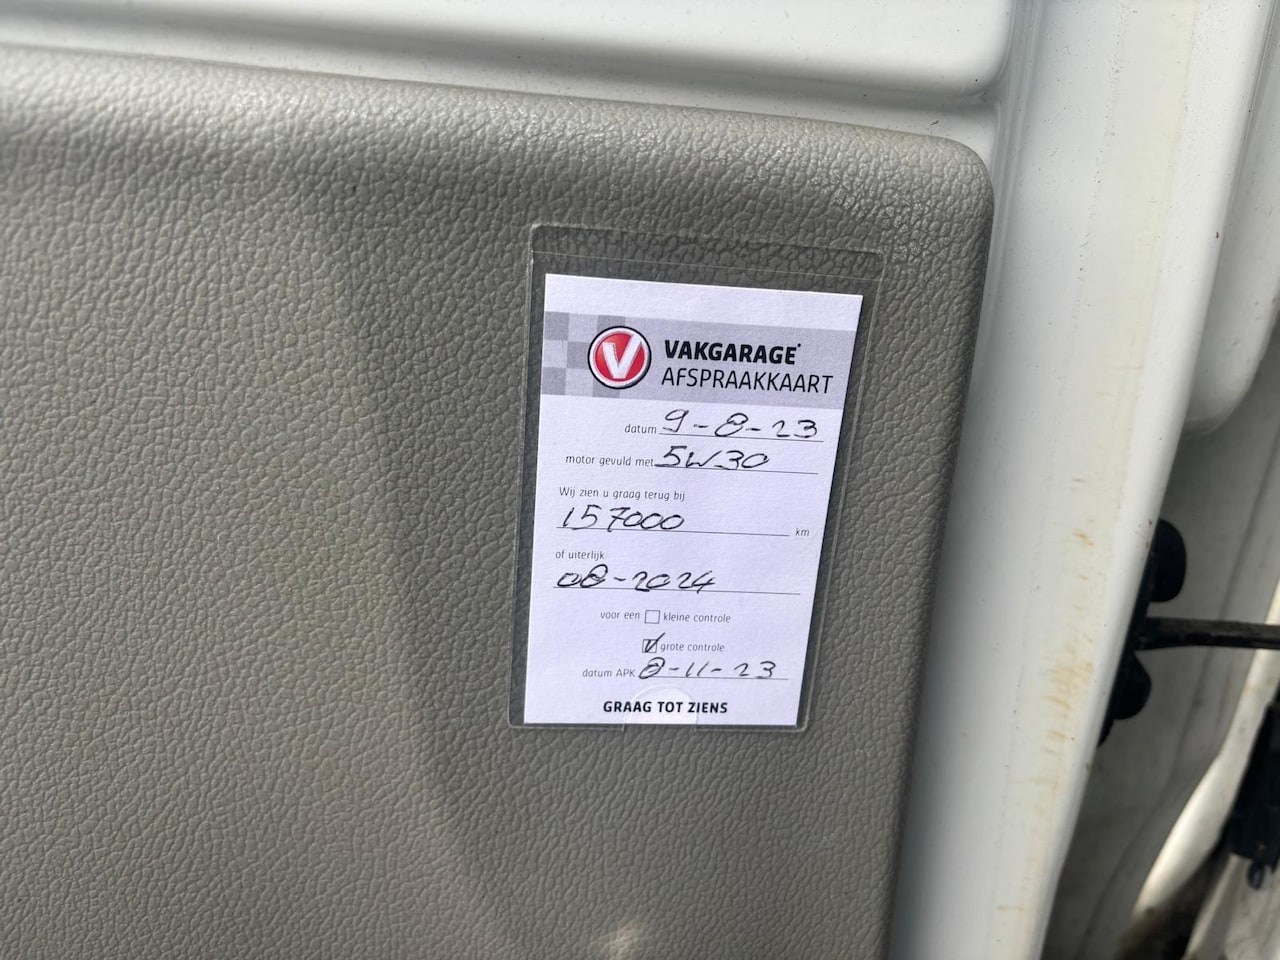 V VAKGARAGE
AFSPRAAKKAART
datum 9-8-23
motor gevuld met 5W30
Wij zien u graag terug bij
157000 km
of uiterlijk
08-2024
voor een kleine controle
grote controle
datum APK 8-11-23
GRAAG TOT ZIENS